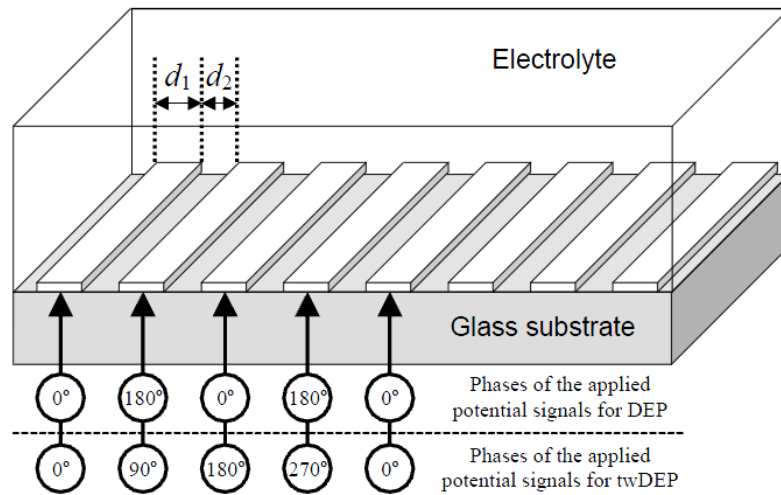 Electrolyte
d1 d2
Glass substrate
0° 180° 0° 180° 0°
Phases of the applied
potential signals for DEP
0° 90° 180° 270° 0°
Phases of the applied
potential signals for twDEP